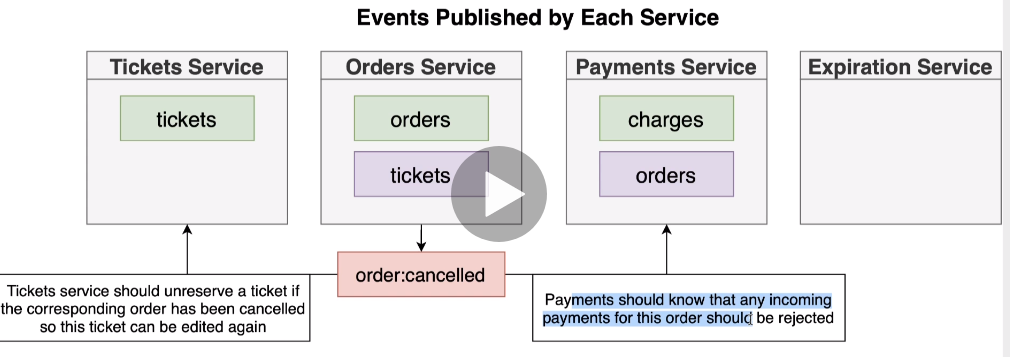 Events Published by Each Service
Tickets Service
Orders Service
Payments Service
Expiration Service
tickets
orders
charges
tickets
orders
order:cancelled
Tickets service should unreserve a ticket if
the corresponding order has been cancelled
so this ticket can be edited again
Payments should know that any incoming
payments for this order should be rejected